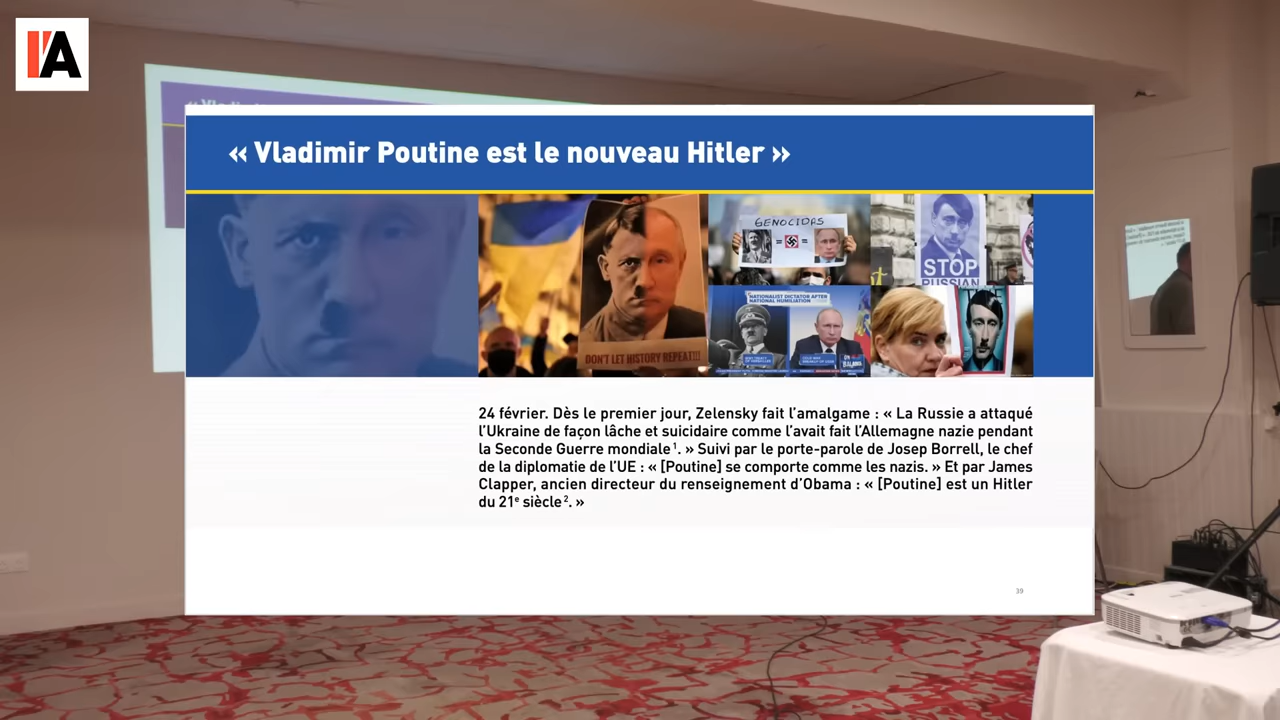 I'A
« Vladimir Poutine est le nouveau Hitler »
DON'T LET HISTORY REPEAT!!!
GENOCIDRS
= =
STOP
RUSSIAN
NATIONALIST DICTATOR AFTER
NATIONAL HUMILIATION
24 février. Dès le premier jour, Zelensky fait l'amalgame : « La Russie a attaqué
l'Ukraine de façon lâche et suicidaire comme l'avait fait l'Allemagne nazie pendant
la Seconde Guerre mondiale¹. » Suivi par le porte-parole de Josep Borrell, le chef
de la diplomatie de l'UE : « [Poutine] se comporte comme les nazis. » Et par James
Clapper, ancien directeur du renseignement d'Obama : « [Poutine] est un Hitler
du 21ᵉ siècle². »
39